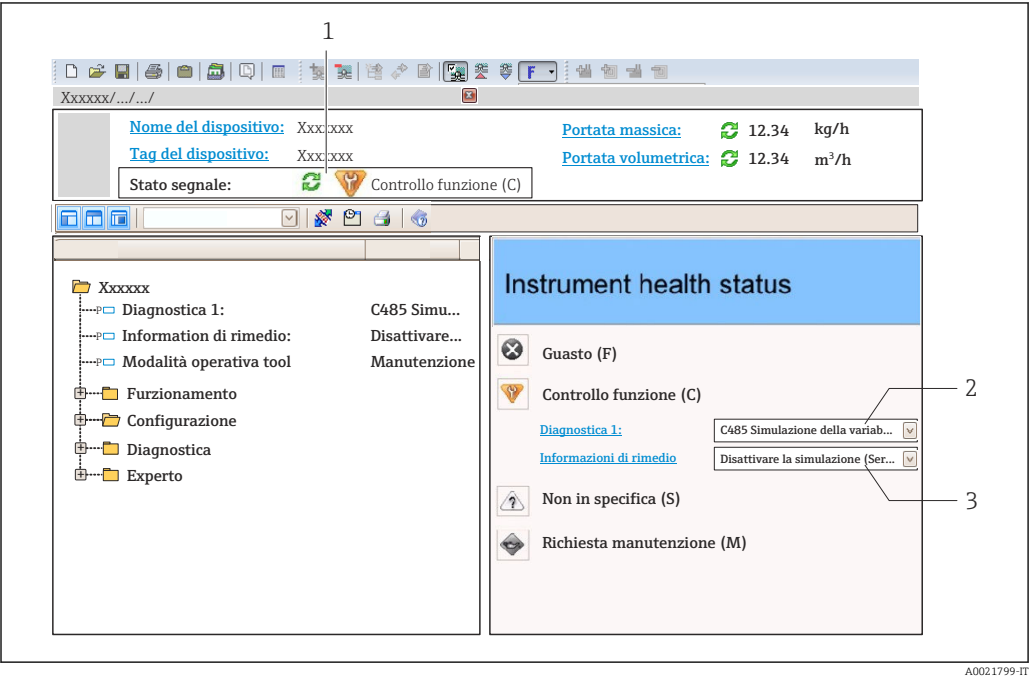 1
F
Xxxxxx/.../.../
Nome del dispositivo: Xxxxxxx
Portata massica: 12.34 kg/h
Tag del dispositivo: Xxxxxxx
Portata volumetrica: 12.34 m³/h
Stato segnale: Controllo funzione (C)
Xxxxxx
Diagnostica 1: C485 Simu...
Information di rimedio: Disattivare...
Modalità operativa tool Manutenzione
Furzionamento
Configurazione
Diagnostica
Experto
Instrument health status
Guasto (F)
Controllo funzione (C)
2
Diagnostica 1: C485 Simulazione della variab...
Informazioni di rimedio Disattivare la simulazione (Ser...
3
Non in specifica (S)
Richiesta manutenzione (M)
A0021799-IT